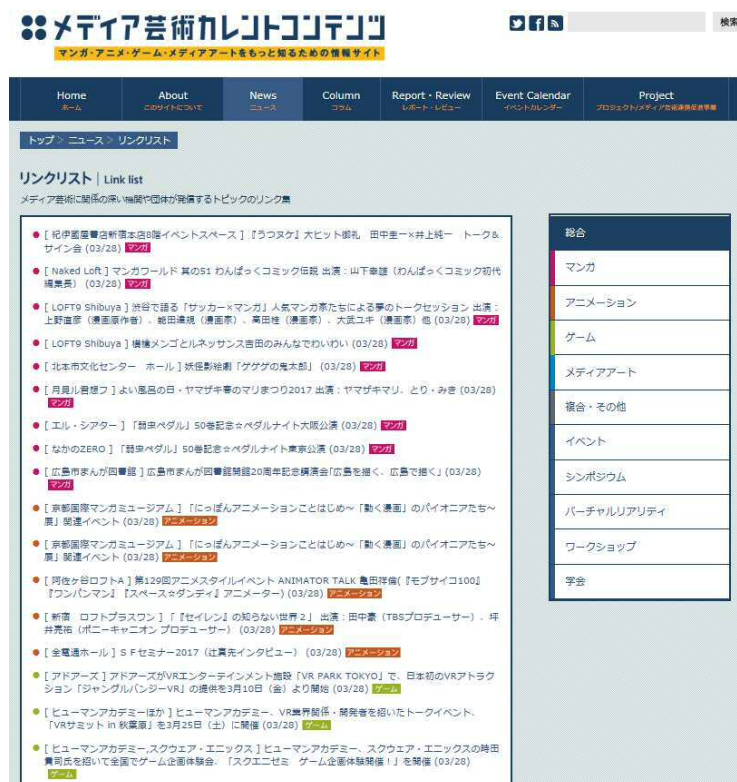 メディア芸術カレントコンテンツ
マンガ・アニメ・ゲーム・メディアアートをもっと知るための情報サイト
検索
Home
ホーム
About
このサイトについて
News
ニュース
Column
コラム
Report・Review
レポート・レビュー
Event Calendar
イベントカレンダー
Project
プロジェクト/メディア芸術連携促進事業
トップ > ニュース > リンクリスト
リンクリスト | Link list
メディア芸術に関係の深い機関や団体が発信するトピックのリンク集
[ 紀伊國屋書店新宿本店8階イベントスペース ] 『うつヌケ』大ヒット御礼 田中圭一×井上純一 トーク&
サイン会 (03/28) マンガ
[ Naked Loft ] マンガワールド 其の51 わんぱっくコミック伝説 出演：山下幸雄（わんぱっくコミック初代
編集長） (03/28) マンガ
[ LOFT9 Shibuya ] 渋谷で語る「サッカー×マンガ」人気マンガ家たちによる夢のトークセッション 出演：
上野直彦（漫画原作者）、能田達規（漫画家）、高田桂（漫画家）、大武ユキ（漫画家）他 (03/28) マンガ
[ LOFT9 Shibuya ] 横槍メンゴとルネッサンス吉田のみんなでわいわい (03/28) マンガ
[ 北本市文化センター ホール ] 妖怪影絵劇「ゲゲゲの鬼太郎」 (03/28) マンガ
[ 月見ル君想フ ] よい風呂の日・ヤマザキ春のマリまつり2017 出演：ヤマザキマリ、とり・みき (03/28)
マンガ
[ エル・シアター ] 「弱虫ペダル」50巻記念☆ペダルナイト大阪公演 (03/28) マンガ
[ なかのZERO ] 「弱虫ペダル」50巻記念☆ペダルナイト東京公演 (03/28) マンガ
[ 広島市まんが図書館 ] 広島市まんが図書館開館20周年記念講演会「広島を描く、広島で描く」 (03/28)
マンガ
[ 京都国際マンガミュージアム ] 「にっぽんアニメーションことはじめ～「動く漫画」のパイオニアたち～
展」関連イベント (03/28) アニメーション
[ 京都国際マンガミュージアム ] 「にっぽんアニメーションことはじめ～「動く漫画」のパイオニアたち～
展」関連イベント (03/28) アニメーション
[ 阿佐ヶ谷ロフトA ] 第129回アニメスタイルイベント ANIMATOR TALK 亀田祥倫(『モブサイコ100』
『ワンパンマン』『スペース☆ダンディ』アニメーター) (03/28) アニメーション
[ 新宿 ロフトプラスワン ] 「『セイレン』の知らない世界２」 出演：田中豪（TBSプロデューサー）、坪
井亮祐（ポニーキャニオン プロデューサー） (03/28) アニメーション
[ 全電通ホール ] ＳＦセミナー2017（辻真先インタビュー） (03/28) アニメーション
[ アドアーズ ] アドアーズがVRエンターテインメント施設「VR PARK TOKYO」で、日本初のVRアトラク
ション「ジャングルバンジーVR」の提供を3月10日（金）より開始 (03/28) ゲーム
[ ヒューマンアカデミーほか ] ヒューマンアカデミー、VR業界関係・開発者を招いたトークイベント、
「VRサミット in 秋葉原」を3月25日（土）に開催 (03/28) ゲーム
[ ヒューマンアカデミー,スクウェア・エニックス ] ヒューマンアカデミー、スクウェア・エニックスの時田
貴司氏を招いて全国でゲーム企画体験会、「スクエニゼミ ゲーム企画体験開催！」を開催 (03/28)
ゲーム
総合
マンガ
アニメーション
ゲーム
メディアアート
複合・その他
イベント
シンポジウム
バーチャルリアリティ
ワークショップ
学会